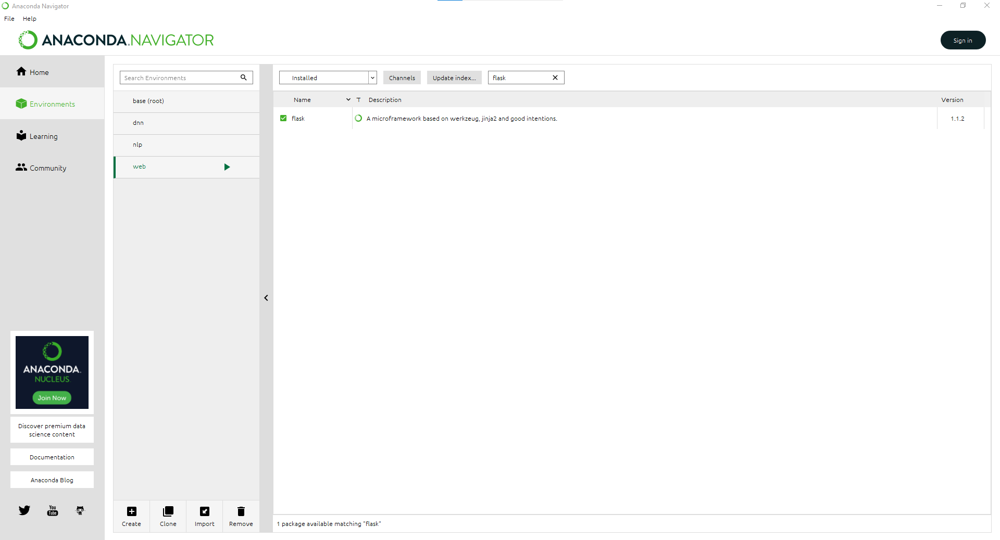 Anaconda Navigator
File Help
ANACONDA.NAVIGATOR
Sign in
Home
Environments
Learning
Community
ANACONDA.
NUCLEUS
Join Now
Discover premium data
science content
Documentation
Anaconda Blog
You
Tube
Search Environments
base (root)
dnn
nlp
web
Create Clone Import Remove
Installed Channels Update index... flask
Name T Description Version
flask A microframework based on werkzeug, jinja2 and good intentions. 1.1.2
1 package available matching "flask"